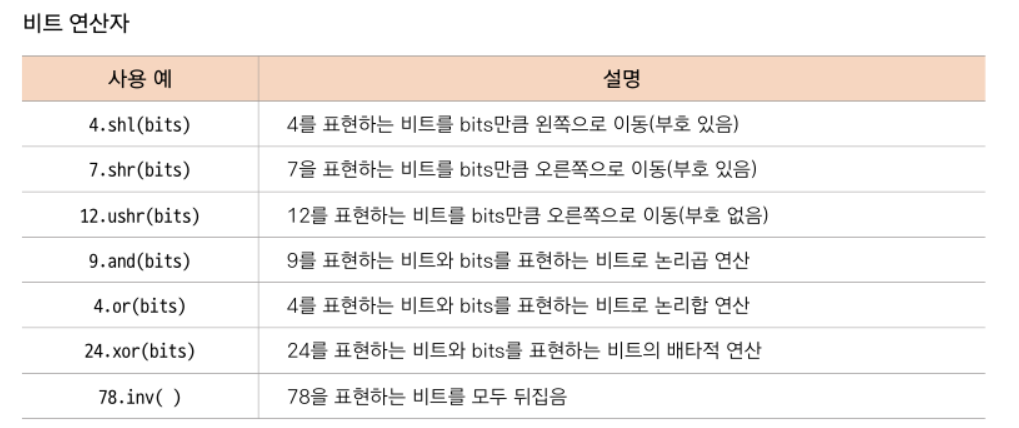 비트 연산자
사용 예 설명
4.shl(bits) 4를 표현하는 비트를 bits만큼 왼쪽으로 이동(부호 있음)
7.shr(bits) 7을 표현하는 비트를 bits만큼 오른쪽으로 이동(부호 있음)
12.ushr(bits) 12를 표현하는 비트를 bits만큼 오른쪽으로 이동(부호 없음)
9.and(bits) 9를 표현하는 비트와 bits를 표현하는 비트로 논리곱 연산
4.or(bits) 4를 표현하는 비트와 bits를 표현하는 비트로 논리합 연산
24.xor(bits) 24를 표현하는 비트와 bits를 표현하는 비트의 배타적 연산
78.inv( ) 78을 표현하는 비트를 모두 뒤집음